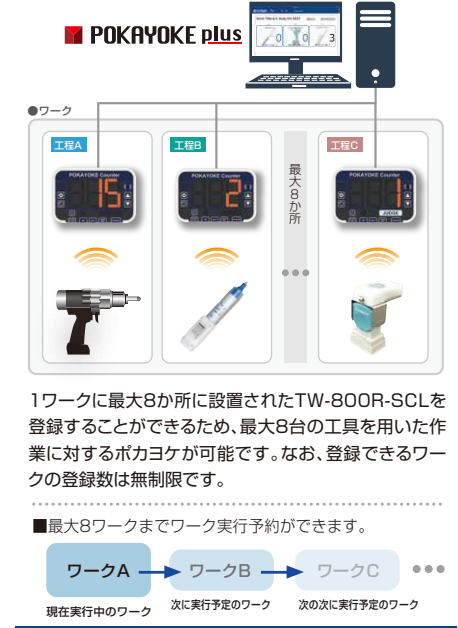 POKAYOKE plus
0 0 3
●ワーク
工程A
工程B
工程C
POKAYOKE Counter
15
POKAYOKE Counter
2
最大8か所
POKAYOKE Counter
1
JUDGE
●●●
1ワークに最大8か所に設置されたTW-800R-SCLを
登録することができるため、最大8台の工具を用いた作
業に対するポカヨケが可能です。なお、登録できるワー
クの登録数は無制限です。
■最大8ワークまでワーク実行予約ができます。
ワークA
ワークB
ワークC
●●●
現在実行中のワーク
次に実行予定のワーク
次の次に実行予定のワーク